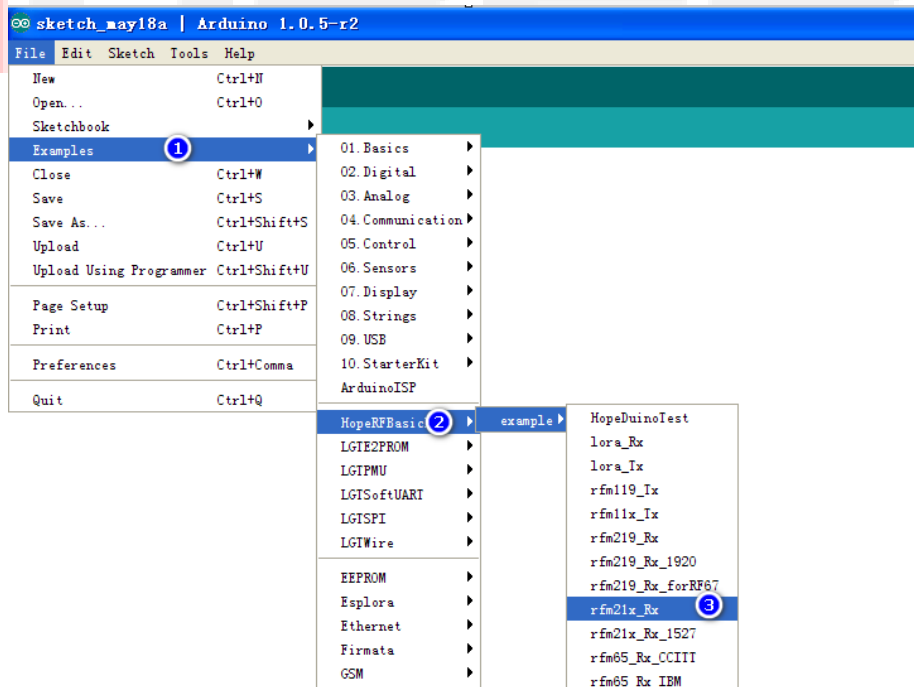 sketch_may18a | Arduino 1.0.5-r2
File Edit Sketch Tools Help
New Ctrl+N
Open... Ctrl+O
Sketchbook
Examples 1
Close Ctrl+W
Save Ctrl+S
Save As... Ctrl+Shift+S
Upload Ctrl+U
Upload Using Programmer Ctrl+Shift+U
Page Setup Ctrl+Shift+P
Print Ctrl+P
Preferences Ctrl+Comma
Quit Ctrl+Q
01.Basics
02.Digital
03.Analog
04.Communication
05.Control
06.Sensors
07.Display
08.Strings
09.USB
10.StarterKit
ArduinoISP
HopeRFBasic 2
LGTE2PROM
LGTPMU
LGTSoftUART
LGTSPI
LGTWire
EEPROM
Esplora
Ethernet
Firmata
GSM
example
HopeDuinoTest
lora_Rx
lora_Tx
rfm119_Tx
rfm11x_Tx
rfm219_Rx
rfm219_Rx_1920
rfm219_Rx_forRF67
rfm21x_Rx 3
rfm21x_Rx_1527
rfm65_Rx_CCITT
rfm65_Rx_IBM